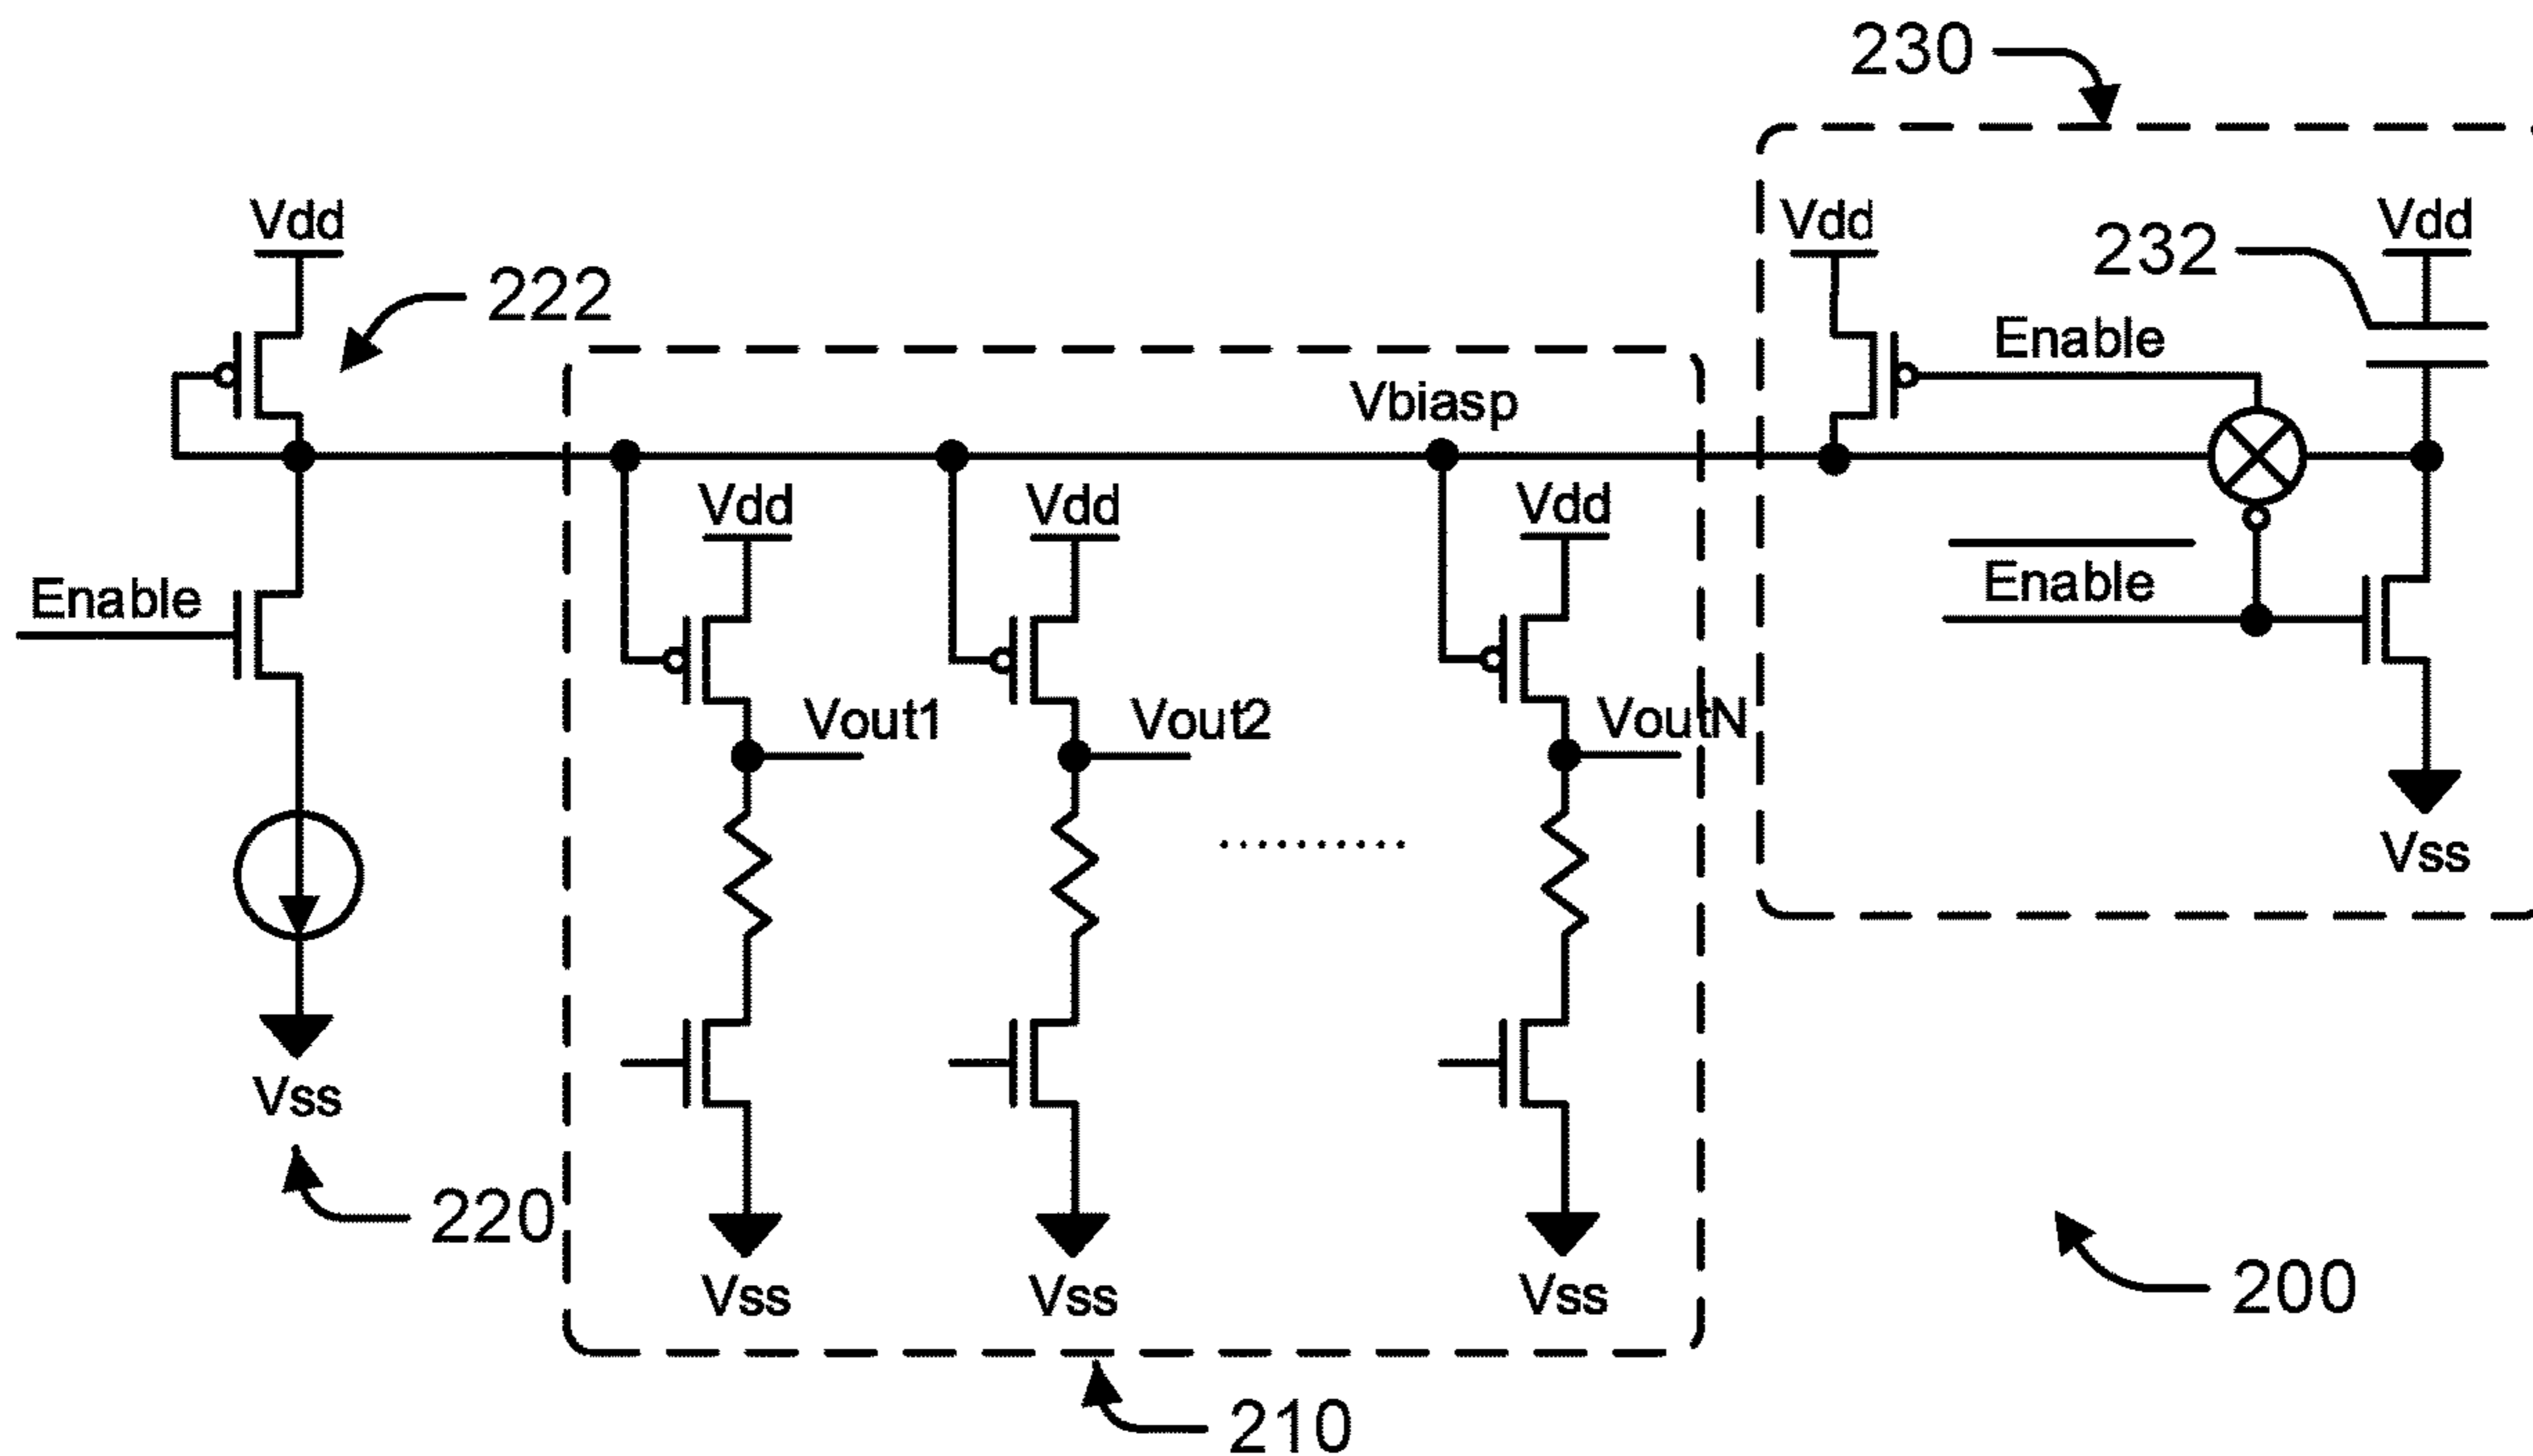 230
Vdd
Vdd
232
Vdd
222
Enable
Vbiasp
Vdd
Vdd
Vdd
Enable
Enable
Vout1
Vout2
VoutN
Vss
Vss
220
Vss
Vss
Vss
200
210